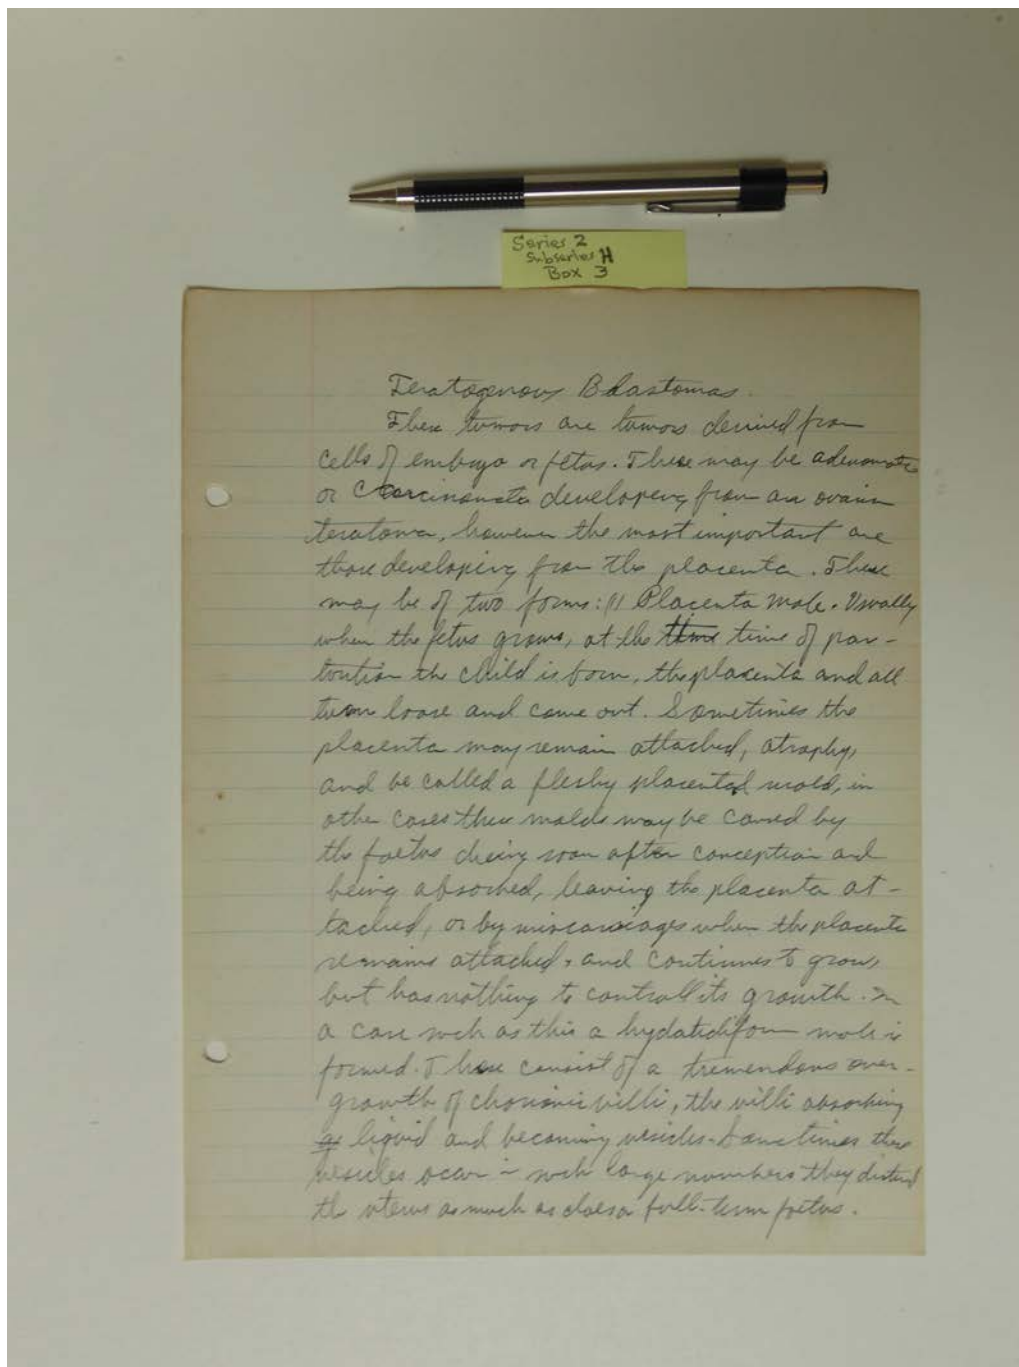 Series 2
Subseries H
Box 3
Teratogenous Blastomas.
These tumors are tumors derived from
cells of embryo or fetus. These may be adenomata
or Carcinomata developing from an ovarian
teratoma, however the most important are
those developing from the placenta. These
may be of two forms: (1) Placenta Mole. Usually
when the fetus grows, at the time time of par-
tution the child is born, the placenta and all
turn loose and come out. Sometimes the
placenta may remain attached, atrophy,
and be called a fleshy placental mold, in
other cases these molds may be caused by
the foetus dieing soon after conception and
being absorbed, leaving the placenta at-
tached, or by miscarriages when the placenta
remains attached, and continues to grow,
but has nothing to controll its growth. In
a case such as this a hydatidiform mole is
formed. These consist of a tremendous over-
growth of chorionic villi, the villi absorbing
liquid and becoming vesicles. Sometimes these
vesicles occur in such large numbers they distend
the uterus as much as does a full-term foetus.